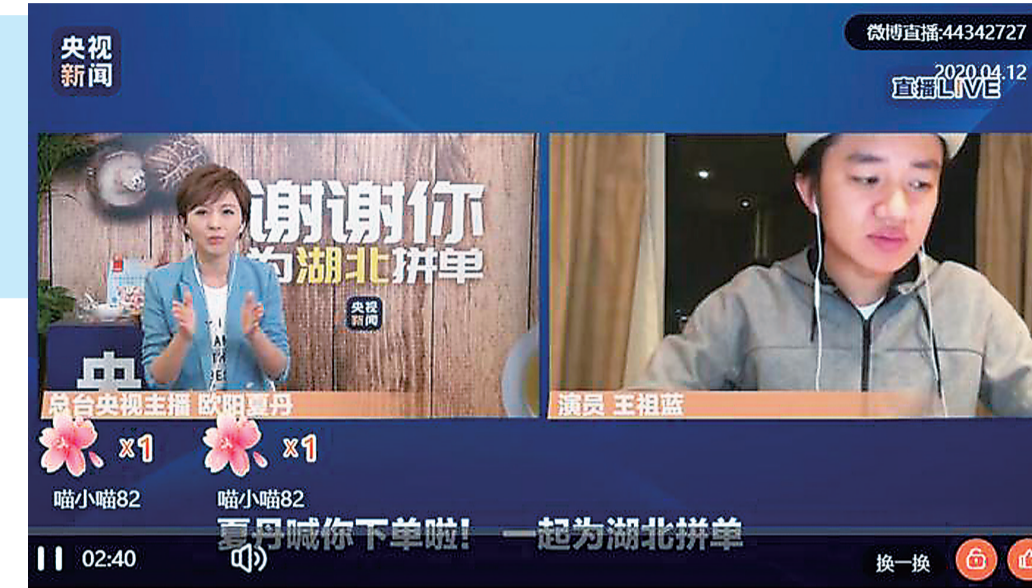 央视
新闻
微博直播:44342727
2020.04.12
直播LIVE
谢谢你
为湖北拼单
央视
新闻
央
总台央视主播 欧阳夏丹
演员 王祖蓝
x1
x1
喵小喵82
喵小喵82
夏丹喊你下单啦! 一起为湖北拼单
02:40
换一换